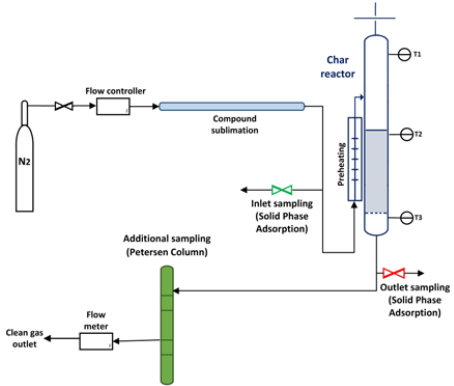 Char
reactor
T1
Flow controller
N2
Compound
sublimation
T2
Preheating
Inlet sampling
(Solid Phase
Adsorption)
T3
Additional sampling
(Petersen Column)
Outlet sampling
(Solid Phase
Adsorption)
Flow
meter
Clean gas
outlet